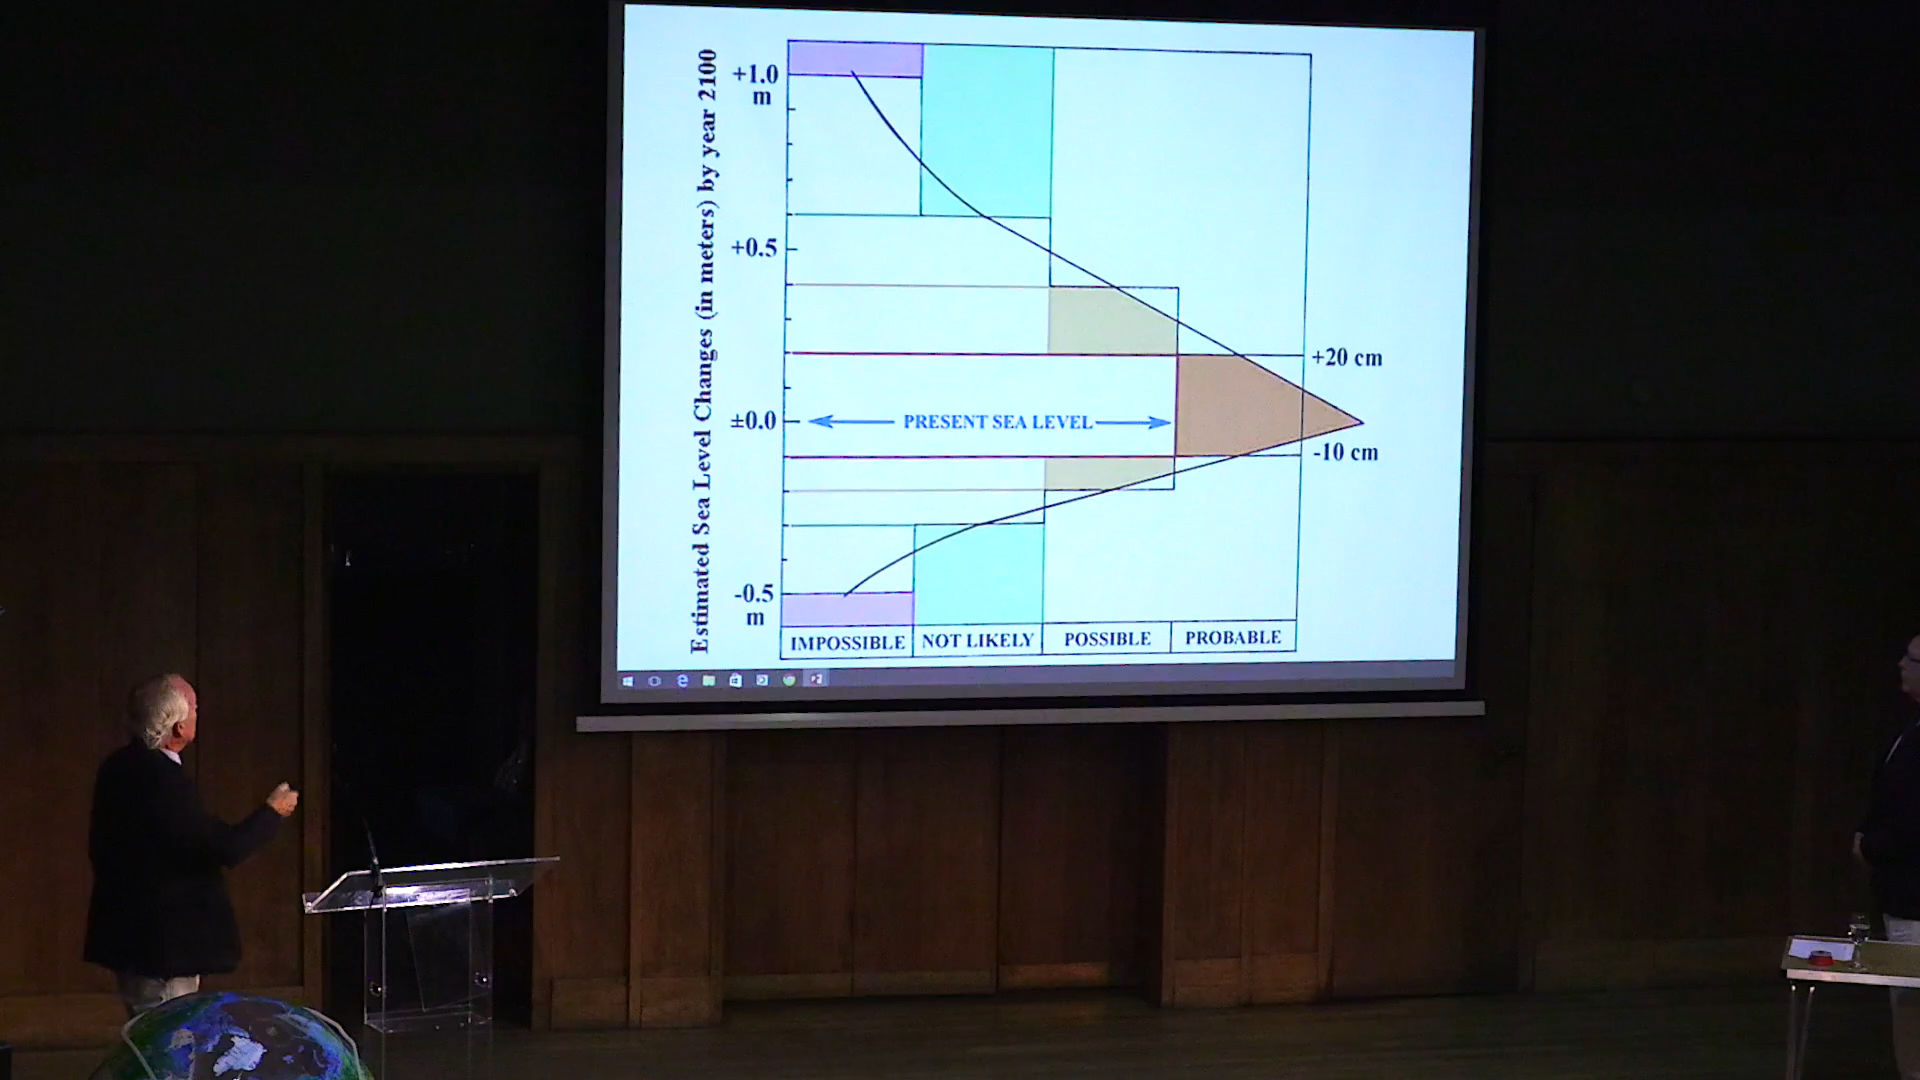 Estimated Sea Level Changes (in meters) by year 2100
+1.0
m
+0.5
±0.0
-0.5
m
PRESENT SEA LEVEL
+20 cm
-10 cm
IMPOSSIBLE NOT LIKELY POSSIBLE PROBABLE